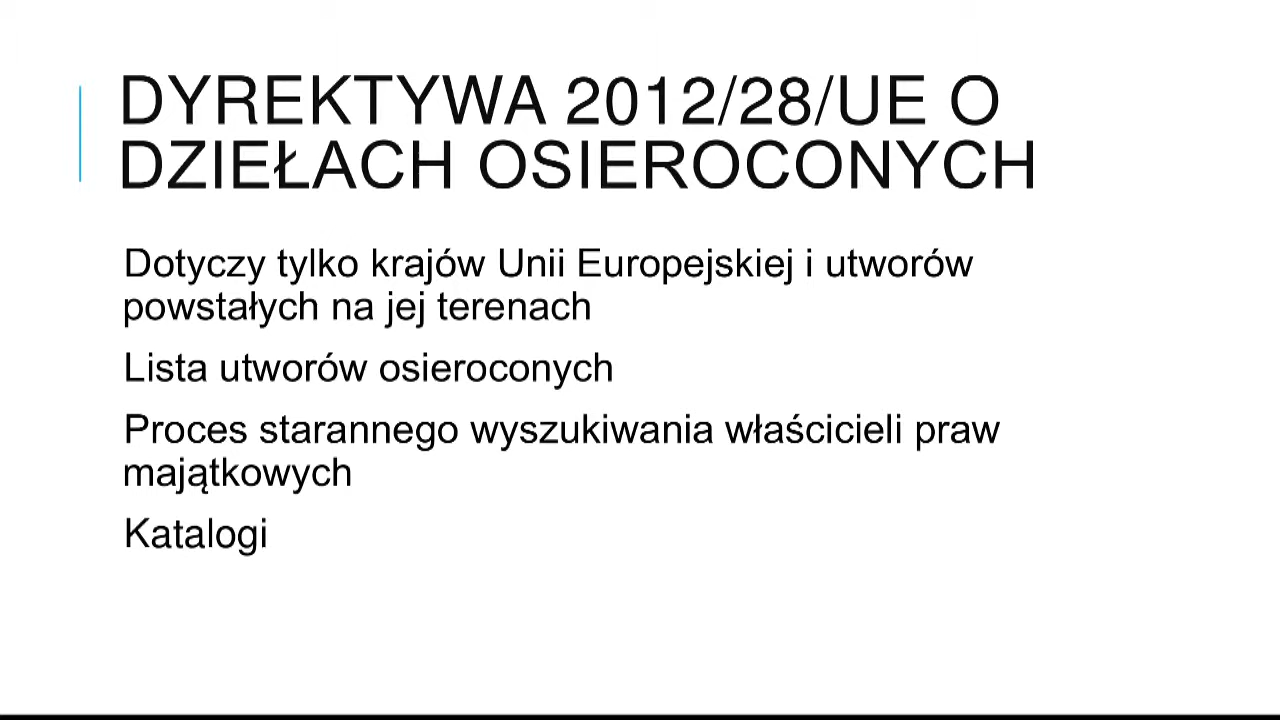 DYREKTYWA 2012/28/UE O
DZIEŁACH OSIEROCONYCH
Dotyczy tylko krajów Unii Europejskiej i utworów
powstałych na jej terenach
Lista utworów osieroconych
Proces starannego wyszukiwania właścicieli praw
majątkowych
Katalogi